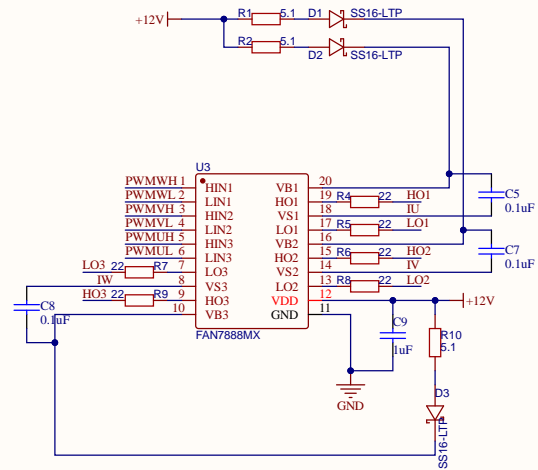 R1 5.1 D1 SS16-LTP
+12V
R2 5.1 SS16-LTP
D2
U3
PWMWH 1 HIN1 VB1 20
PWMWL 2 LIN1 HO1 19 R4 22 HO1
PWMVH 3 HIN2 VS1 18 IU
PWMVL 4 LIN2 LO1 17 R5 22 LO1
PWMUH 5 HIN3 VB2 16
PWMUL 6 LIN3 HO2 15 R6 22 HO2
LO3 22 R7 7 LO3 VS2 14 IV
IW 8 VS3 LO2 13 R8 22 LO2
HO3 22 R9 9 HO3 VDD 12 +12V
10 VB3 GND 11
C5
0.1uF
C7
0.1uF
C8
0.1uF
FAN7888MX
C9
1uF
R10
5.1
GND
D3
SS16-LTP